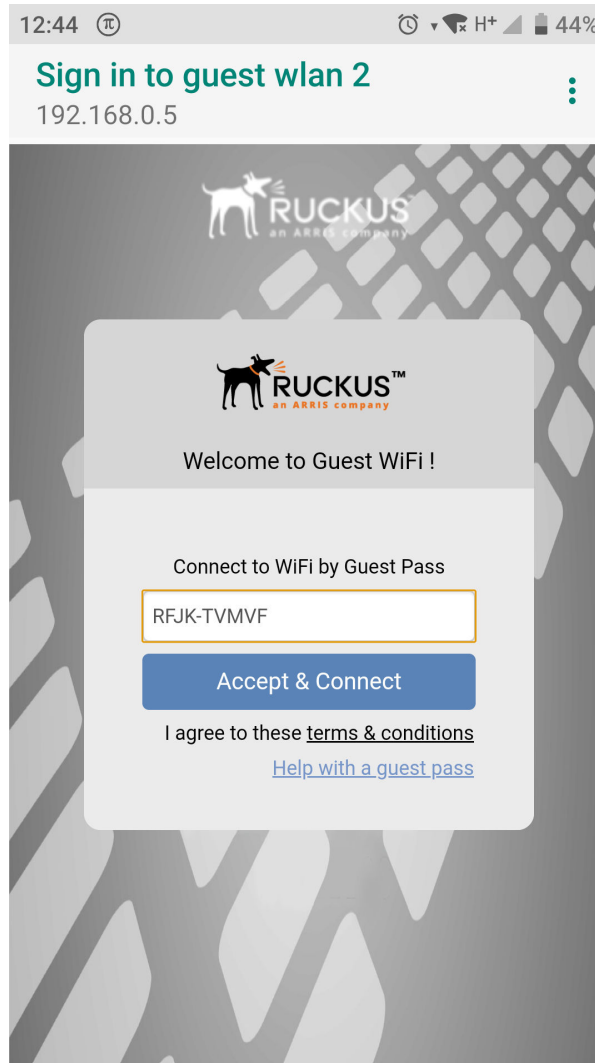 12:44 π H+ 44%
Sign in to guest wlan 2
192.168.0.5
RUCKUS
an ARRIS company
RUCKUS™
an ARRIS company
Welcome to Guest WiFi !
Connect to WiFi by Guest Pass
RFJK-TVMVF
Accept & Connect
I agree to these terms & conditions
Help with a guest pass